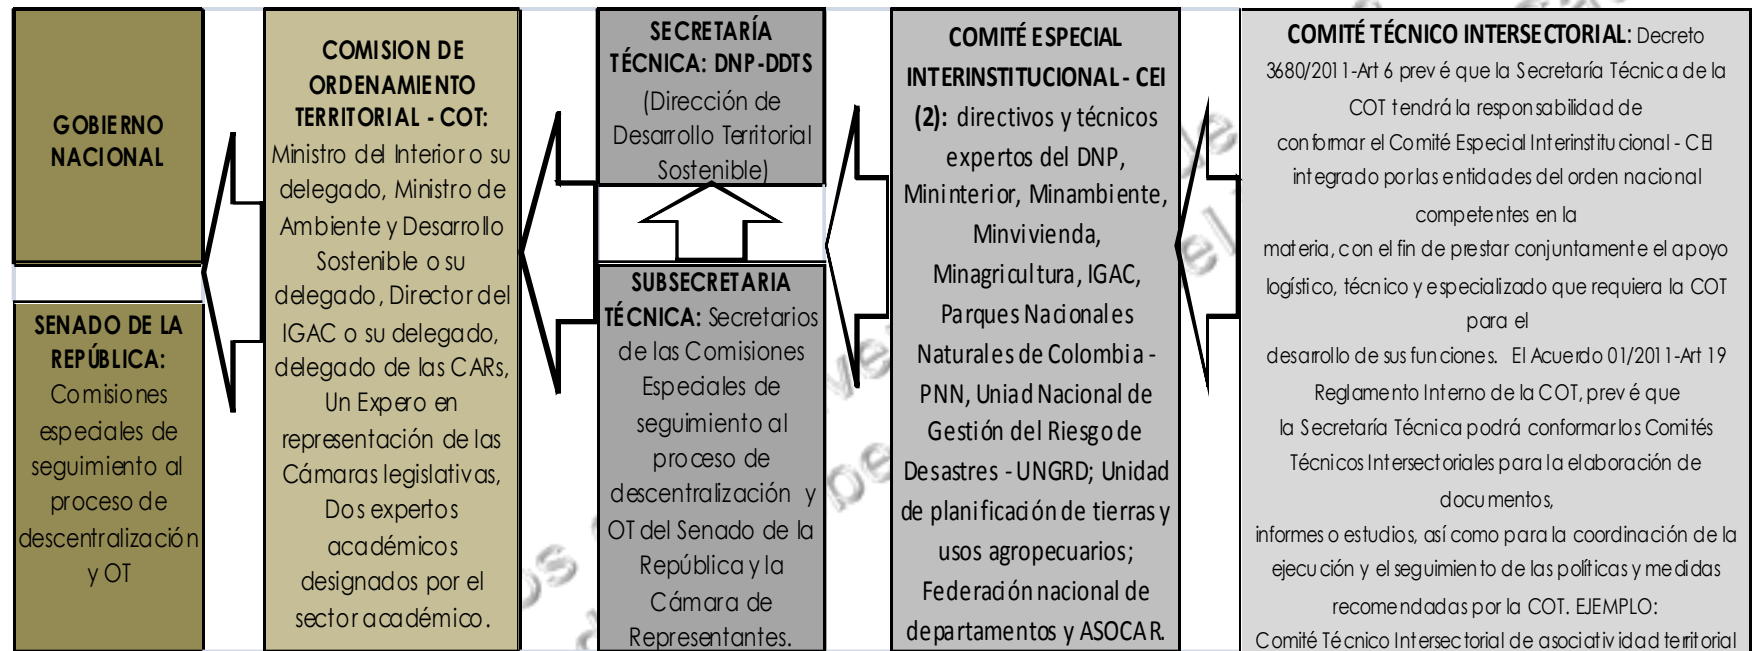 GOBIERNO
NACIONAL
SENADO DE LA
REPÚBLICA:
Comisiones
especiales de
seguimiento al
proceso de
descentralización
y OT
COMISION DE
ORDENAMIENTO
TERRITORIAL - COT:
Ministro del Interior o su
delegado, Ministro de
Ambiente y Desarrollo
Sostenible o su
delegado, Director del
IGAC o su delegado,
delegado de las CARs,
Un Expero en
representación de las
Cámaras legislativas,
Dos expertos
académicos
designados por el
sector académico.
SECRETARÍA
TÉCNICA: DNP-DDTS
(Dirección de
Desarrollo Territorial
Sostenible)
SUBSECRETARIA
TÉCNICA: Secretarios
de las Comisiones
Especiales de
seguimiento al
proceso de
descentralización y
OT del Senado de la
República y la
Cámara de
Representantes.
COMITÉ ESPECIAL
INTERINSTITUCIONAL - CEI
(2): directivos y técnicos
expertos del DNP,
Mininterior, Minambiente,
Minvivienda,
Minagricultura, IGAC,
Parques Nacionales
Naturales de Colombia -
PNN, Uniad Nacional de
Gestión del Riesgo de
Desastres - UNGRD; Unidad
de planificación de tierras y
usos agropecuarios;
Federación nacional de
departamentos y ASOCAR.
COMITÉ TÉCNICO INTERSECTORIAL: Decreto
3680/2011-Art 6 prevé que la Secretaría Técnica de la
COT tendrá la responsabilidad de
conformar el Comité Especial Interinstitucional - CEI
integrado por las entidades del orden nacional
competentes en la
materia, con el fin de prestar conjuntamente el apoyo
logístico, técnico y especializado que requiera la COT
para el
desarrollo de sus funciones. El Acuerdo 01/2011-Art 19
Reglamento Interno de la COT, prevé que
la Secretaría Técnica podrá conformar los Comités
Técnicos Intersectoriales para la elaboración de
documentos,
informes o estudios, así como para la coordinación de la
ejecución y el seguimiento de las políticas y medidas
recomendadas por la COT. EJEMPLO:
Comité Técnico Intersectorial de asociatividad territorial